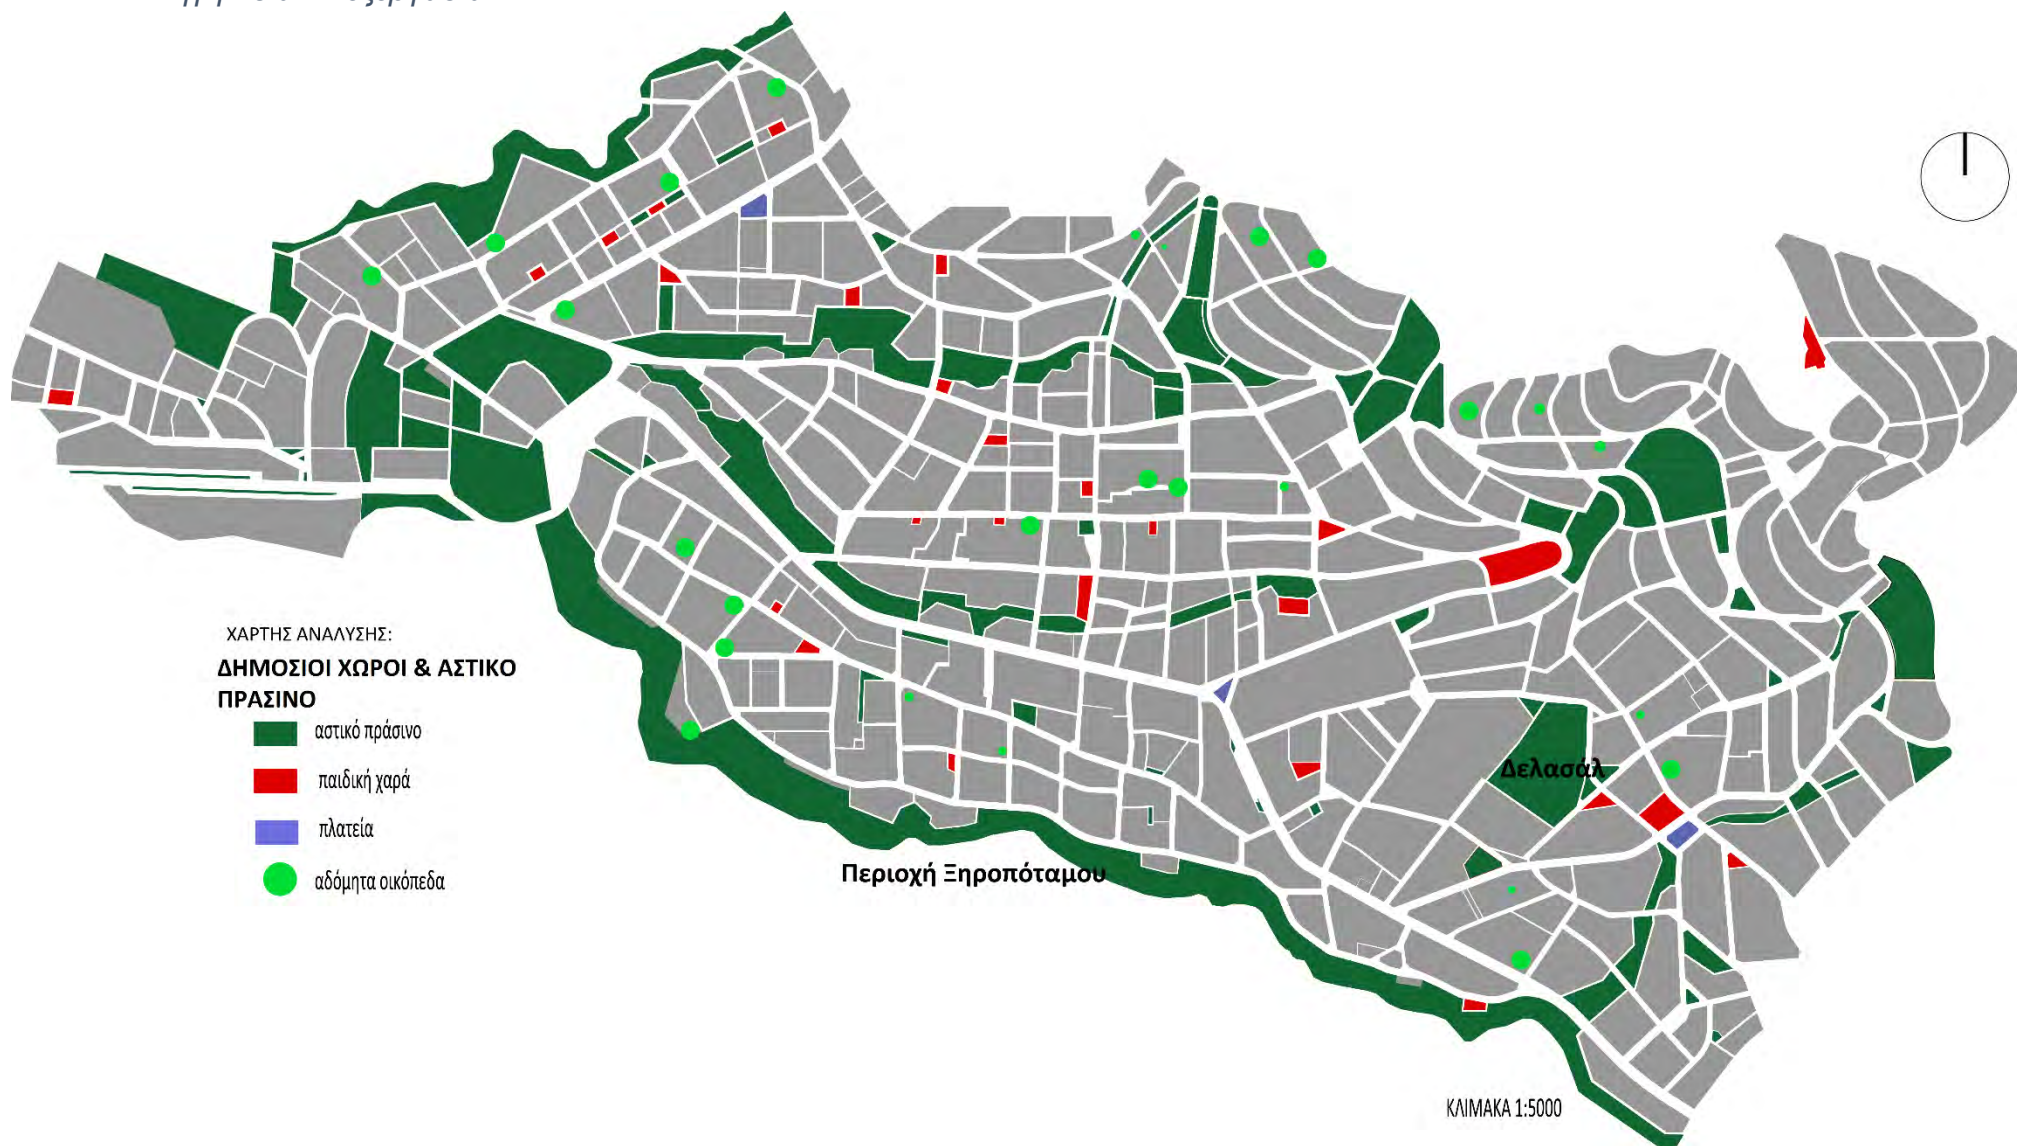 ΧΑΡΤΗΣ ΑΝΑΛΥΣΗΣ:
ΔΗΜΟΣΙΟΙ ΧΩΡΟΙ & ΑΣΤΙΚΟ
ΠΡΑΣΙΝΟ
αστικό πράσινο
παιδική χαρά
πλατεία
αδόμητα οικόπεδα
Δελασάλ
Περιοχή Ξηροπόταμου
ΚΛΙΜΑΚΑ 1:5000